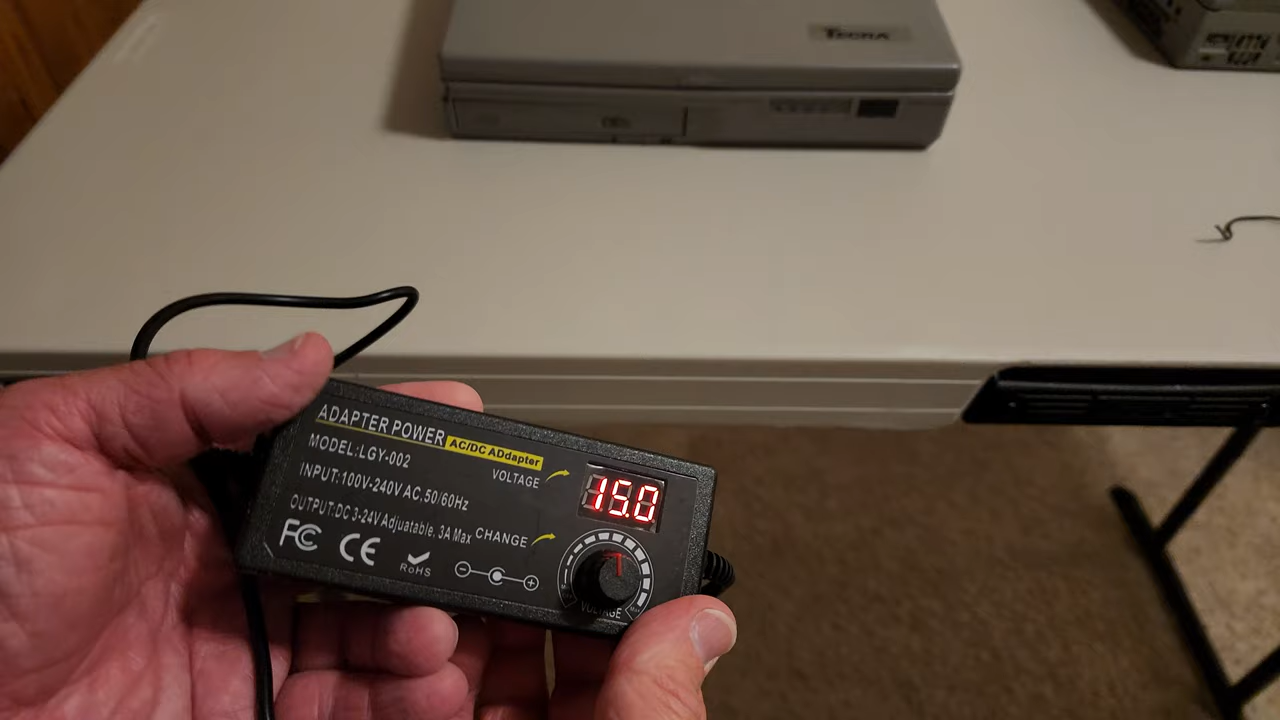 TECRA
ADAPTER POWER
AC/DC ADdapter
MODEL:LGY-002
VOLTAGE
INPUT:100V-240V AC.50/60Hz
15.0
OUTPUT:DC 3-24V Adjuatable, 3A Max
CHANGE
FC CE RoHS
VOLTAGE